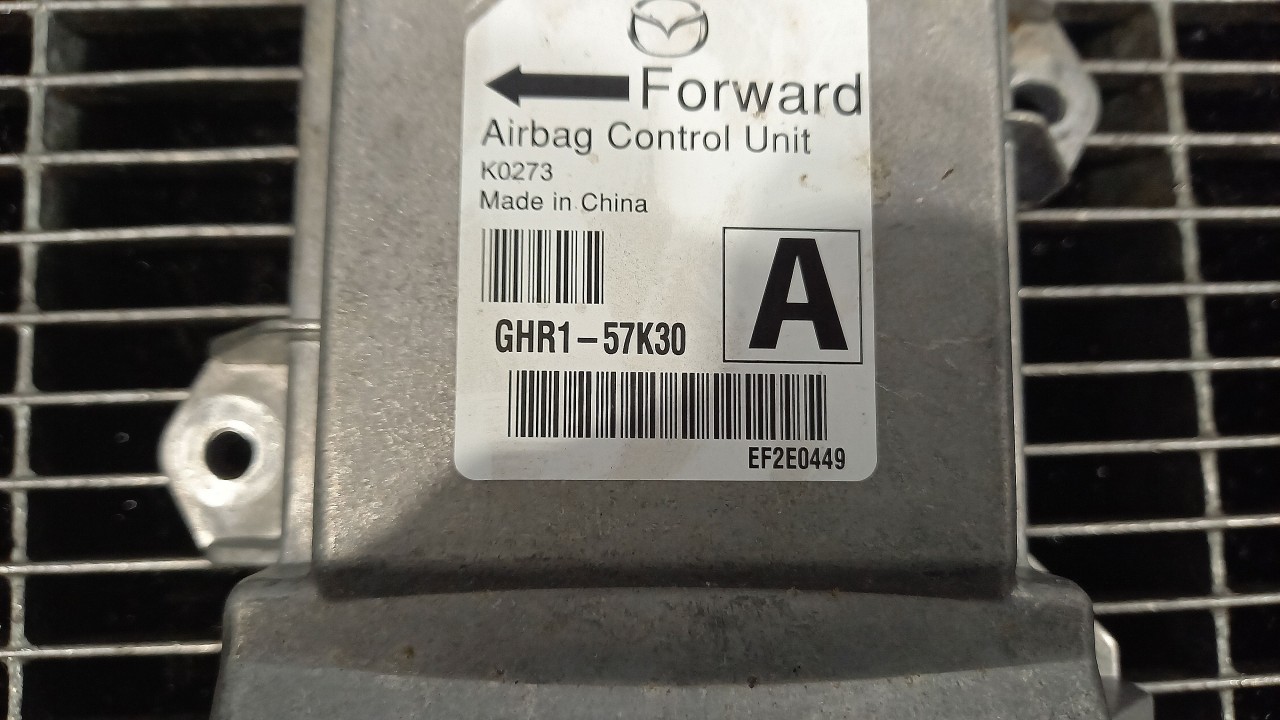 Forward
Airbag Control Unit
K0273
Made in China
A
GHR1-57K30
EF2E0449